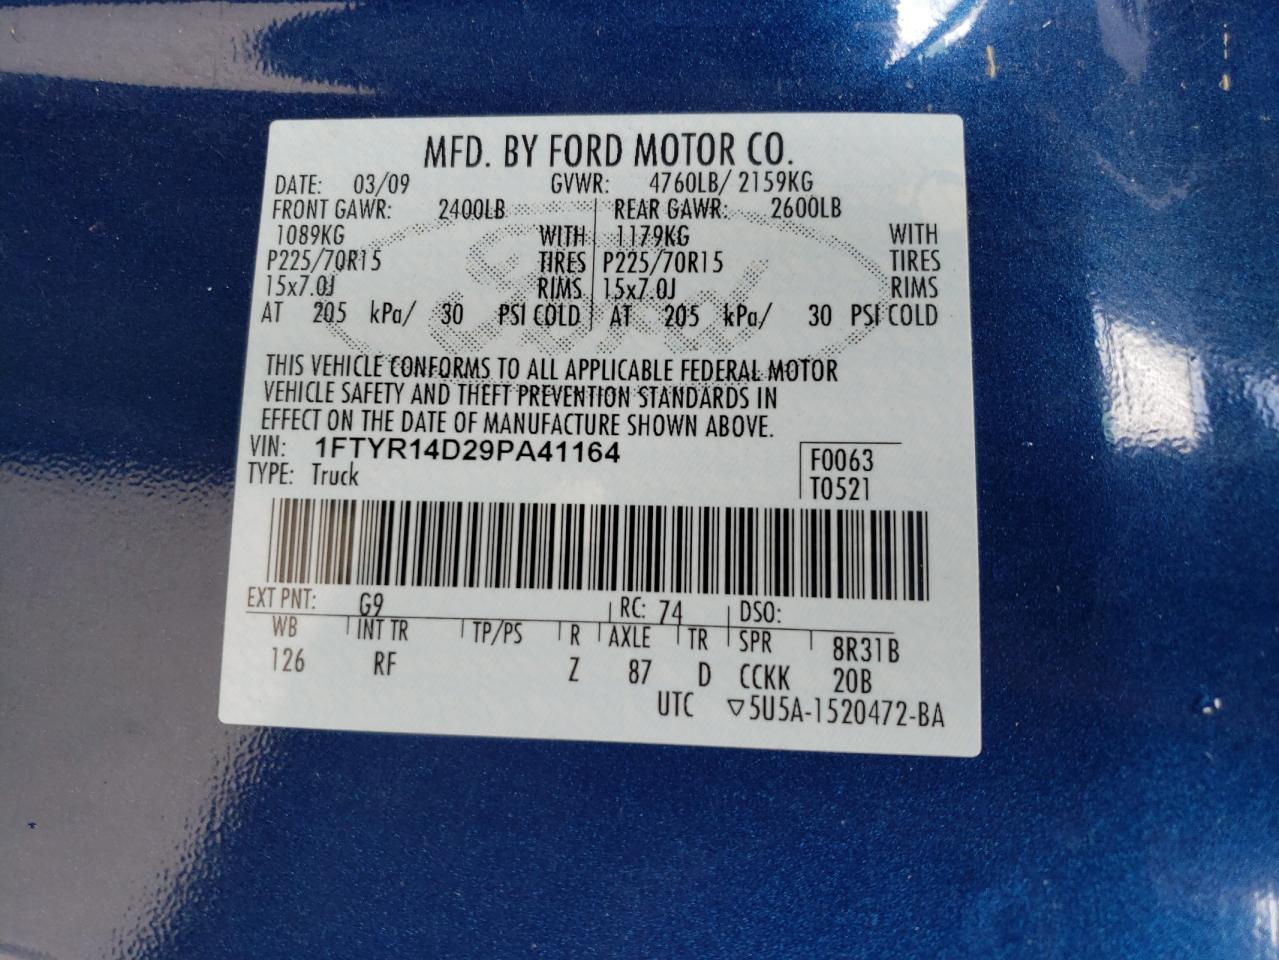 MFD. BY FORD MOTOR CO.
DATE: 03/09 GVWR: 4760LB/ 2159KG
FRONT GAWR: 2400LB REAR GAWR: 2600LB
1089KG WITH 1179KG WITH
P225/70R15 TIRES P225/70R15 TIRES
15x7.0J RIMS 15x7.0J RIMS
AT 205 kPa/ 30 PSI COLD AT 205 kPa/ 30 PSI COLD
THIS VEHICLE CONFORMS TO ALL APPLICABLE FEDERAL MOTOR
VEHICLE SAFETY AND THEFT PREVENTION STANDARDS IN
EFFECT ON THE DATE OF MANUFACTURE SHOWN ABOVE.
VIN: 1FTYR14D29PA41164 F0063
TYPE: Truck T0521
EXT PNT: G9 RC: 74 DSO:
WB INT TR TP/PS R AXLE TR SPR 8R31B
126 RF Z 87 D CCKK 20B
UTC ▽5U5A-1520472-BA